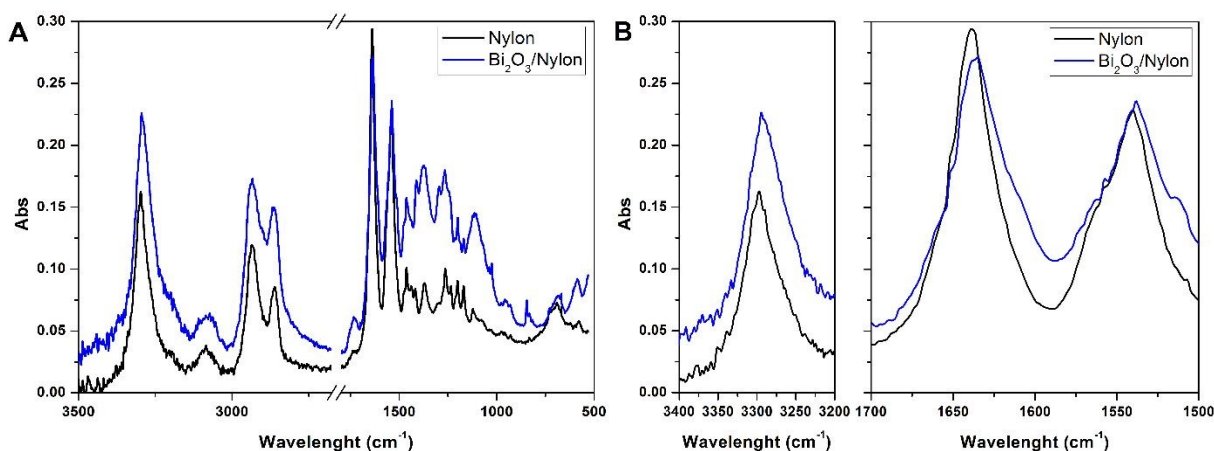 A
B
Abs
0.30
0.25
0.20
0.15
0.10
0.05
0.00
Nylon
Bi₂O₃/Nylon
3500 3000 1500 1000 500
Wavelenght (cm⁻¹)
Abs
0.30
0.25
0.20
0.15
0.10
0.05
0.00
Nylon
Bi₂O₃/Nylon
3400 3350 3300 3250 3200
1700 1650 1600 1550 1500
Wavelenght (cm⁻¹)
Wavelenght (cm⁻¹)